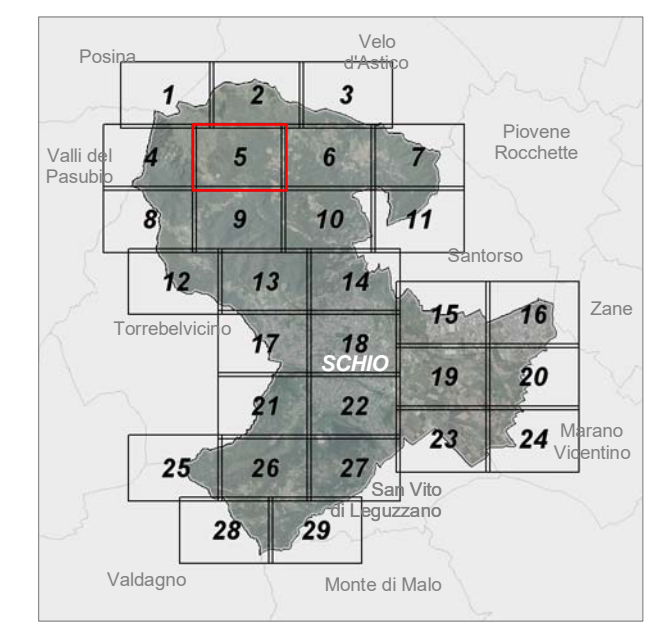 Velo
d'Astico
Posina
1 2 3
Piovene
Rocchette
Valli del
Pasubio
4 5 6 7
8 9 10 11
Santorso
12 13 14
15 16
Zane
Torrebelvicino
17 18
SCHIO
19 20
21 22
23 24
Marano
Vicentino
25 26 27
San Vito
di Leguzzano
28 29
Valdagno
Monte di Malo